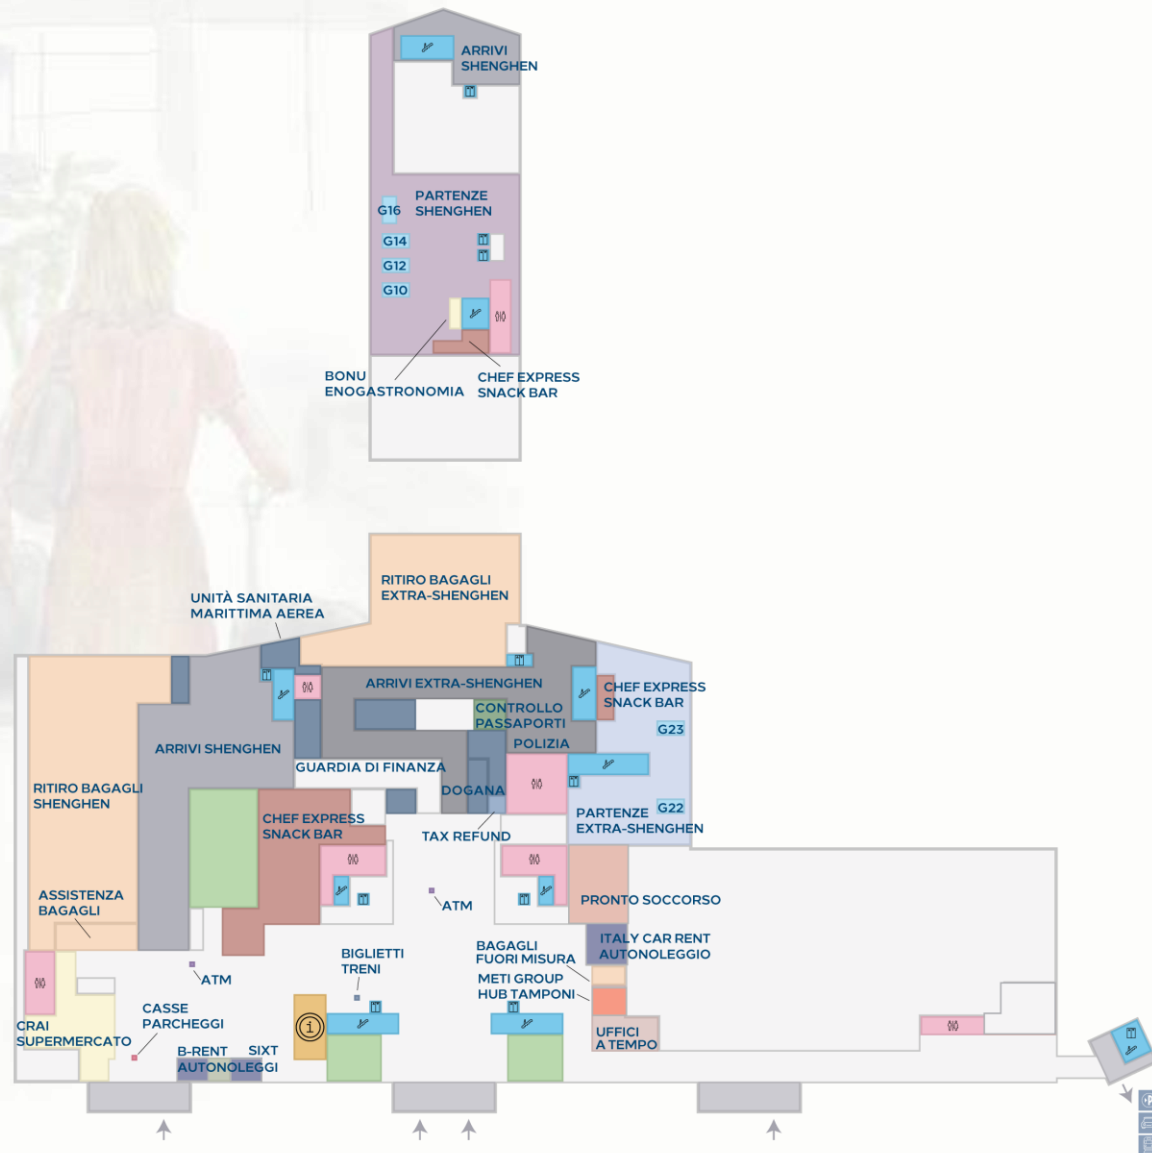 ARRIVI
SHENGHEN
PARTENZE
SHENGHEN
G16
G14
G12
G10
BONU
ENOGASTRONOMIA
CHEF EXPRESS
SNACK BAR
RITIRO BAGAGLI
EXTRA-SHENGHEN
UNITÀ SANITARIA
MARITTIMA AEREA
ARRIVI EXTRA-SHENGHEN
CHEF EXPRESS
SNACK BAR
CONTROLLO
PASSAPORTI
G23
POLIZIA
ARRIVI SHENGHEN
GUARDIA DI FINANZA
RITIRO BAGAGLI
SHENGHEN
DOGANA
G22
PARTENZE
EXTRA-SHENGHEN
CHEF EXPRESS
SNACK BAR
TAX REFUND
ASSISTENZA
BAGAGLI
ATM
PRONTO SOCCORSO
ITALY CAR RENT
AUTONOLEGGIO
BAGAGLI
FUORI MISURA
BIGLIETTI
TRENI
ATM
METI GROUP
HUB TAMPONI
CASSE
PARCHEGGI
CRAI
SUPERMERCATO
i
UFFICI
A TEMPO
B-RENT
SIXT
AUTONOLEGGI
P